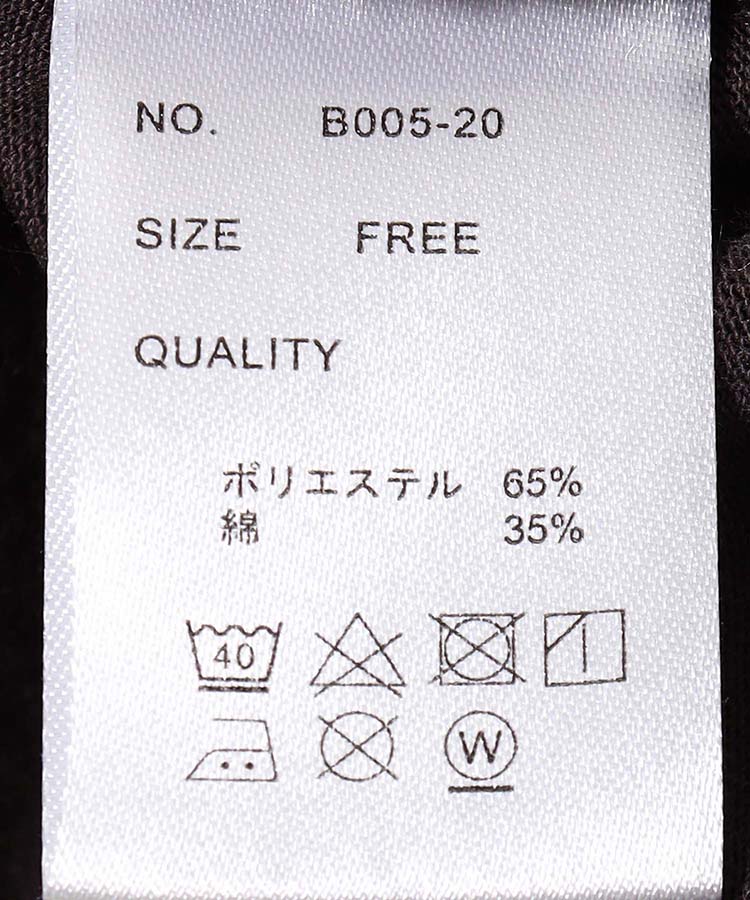 NO. B005-20
SIZE FREE
QUALITY
ポリエステル 65%
綿 35%
40
W